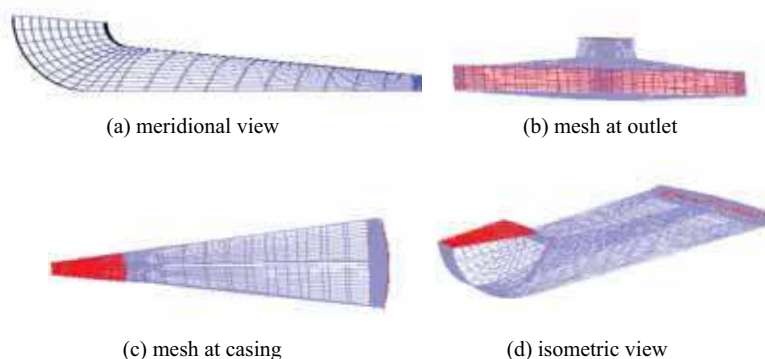 (a) meridional view
(b) mesh at outlet
(c) mesh at casing
(d) isometric view